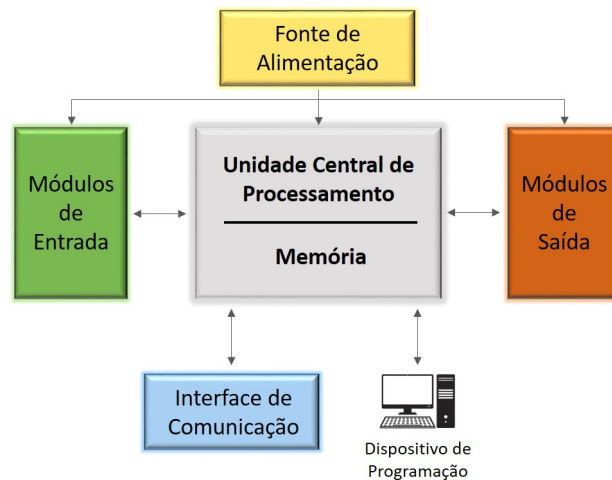 Fonte de
Alimentação
Módulos
de
Entrada
Unidade Central de
Processamento
Memória
Módulos
de
Saída
Interface de
Comunicação
Dispositivo de
Programação